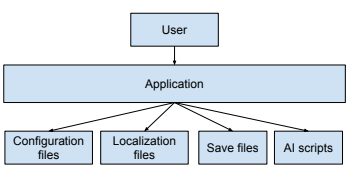 User
Application
Configuration
files
Localization
files
Save files
AI scripts